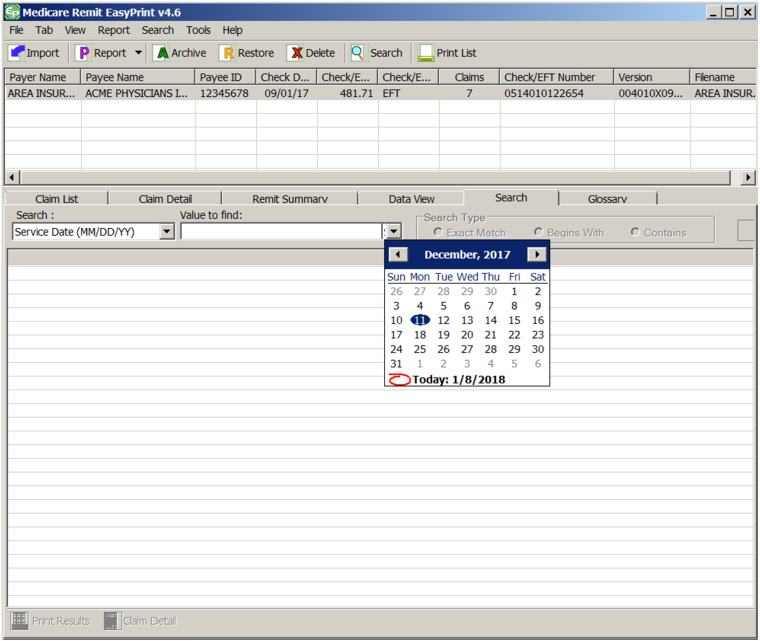 Medicare Remit EasyPrint v4.6
File Tab View Report Search Tools Help
Import Report Archive Restore Delete Search Print List
Payer Name Payee Name Payee ID Check D... Check/E... Check/E... Claims Check/EFT Number Version Filename
AREA INSUR... ACME PHYSICIANS I... 12345678 09/01/17 481.71 EFT 7 0514010122654 004010X09... AREA INSUR.
Claim List Claim Detail Remit Summary Data View Search Glossary
Search : Value to find: Search Type
Service Date (MM/DD/YY) Exact Match Begins With Contains
December, 2017
Sun Mon Tue Wed Thu Fri Sat
26 27 28 29 30 1 2
3 4 5 6 7 8 9
10 11 12 13 14 15 16
17 18 19 20 21 22 23
24 25 26 27 28 29 30
31 1 2 3 4 5 6
Today: 1/8/2018
Print Results Claim Detail